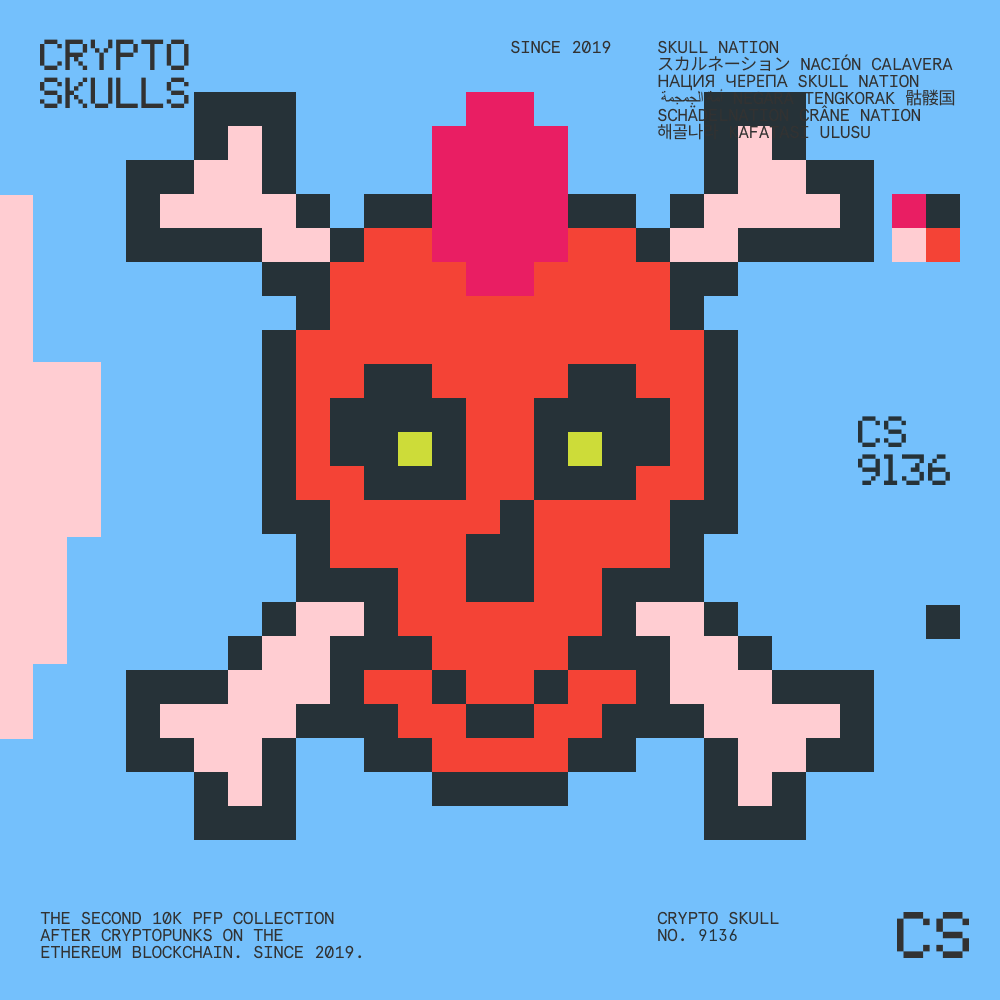 CRYPTO
SKULLS
SINCE 2019
SKULL NATION
スカルネーション NACIÓN CALAVERA
НАЦИЯ ЧЕРЕПА SKULL NATION
TENGKORAK 骷髅国
CRÂNE NATION
해골나 ULUSU
CS
9136
THE SECOND 10K PFP COLLECTION
AFTER CRYPTOPUNKS ON THE
ETHEREUM BLOCKCHAIN. SINCE 2019.
CRYPTO SKULL
NO. 9136
CS